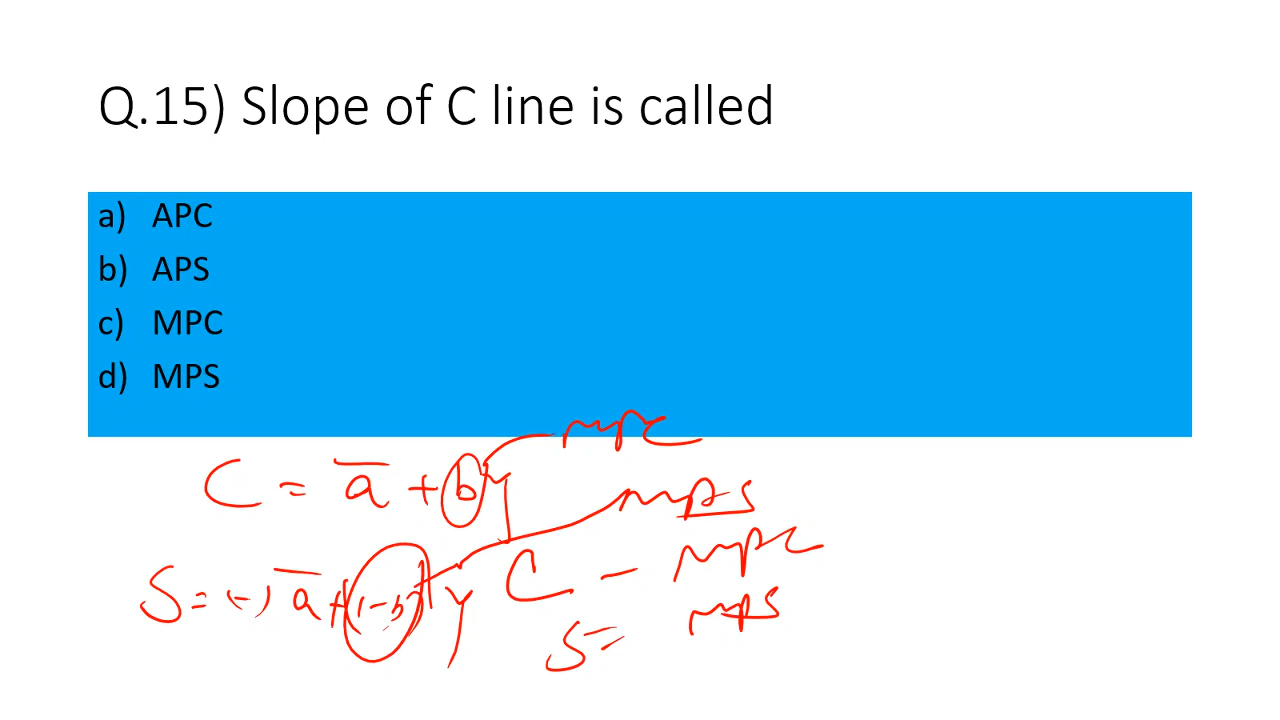 Q.15) Slope of C line is called
a) APC
b) APS
c) MPC
d) MPS
mpc
C = a̅ + by
mps
S = (-) a̅ + (1-b) y
C - mpc
S = mps